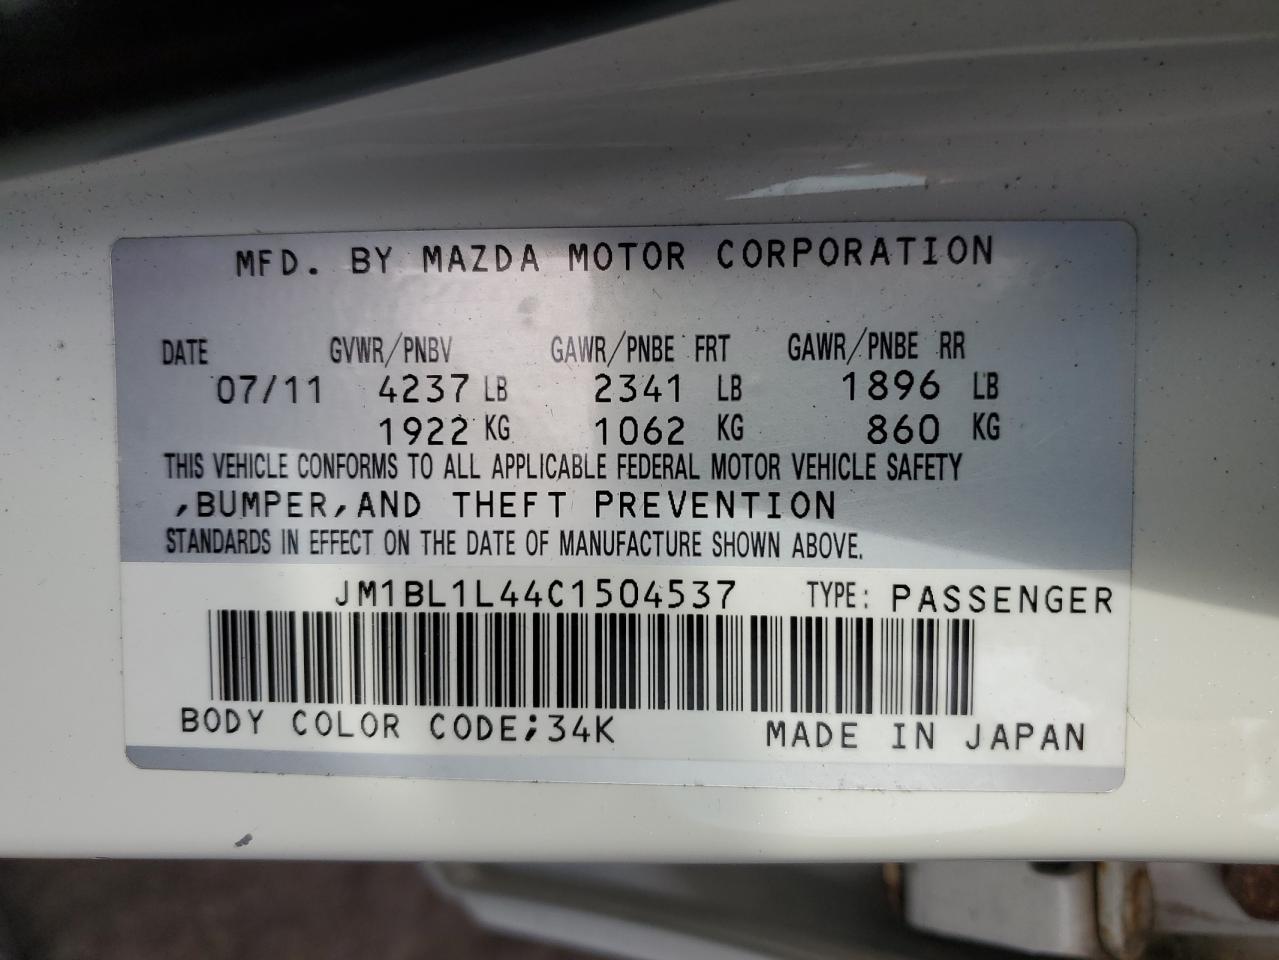 MFD. BY MAZDA MOTOR CORPORATION
DATE GVWR/PNBV GAWR/PNBE FRT GAWR/PNBE RR
07/11 4237 LB 2341 LB 1896 LB
1922 KG 1062 KG 860 KG
THIS VEHICLE CONFORMS TO ALL APPLICABLE FEDERAL MOTOR VEHICLE SAFETY
,BUMPER,AND THEFT PREVENTION
STANDARDS IN EFFECT ON THE DATE OF MANUFACTURE SHOWN ABOVE.
JM1BL1L44C1504537 TYPE: PASSENGER
BODY COLOR CODE;34K MADE IN JAPAN